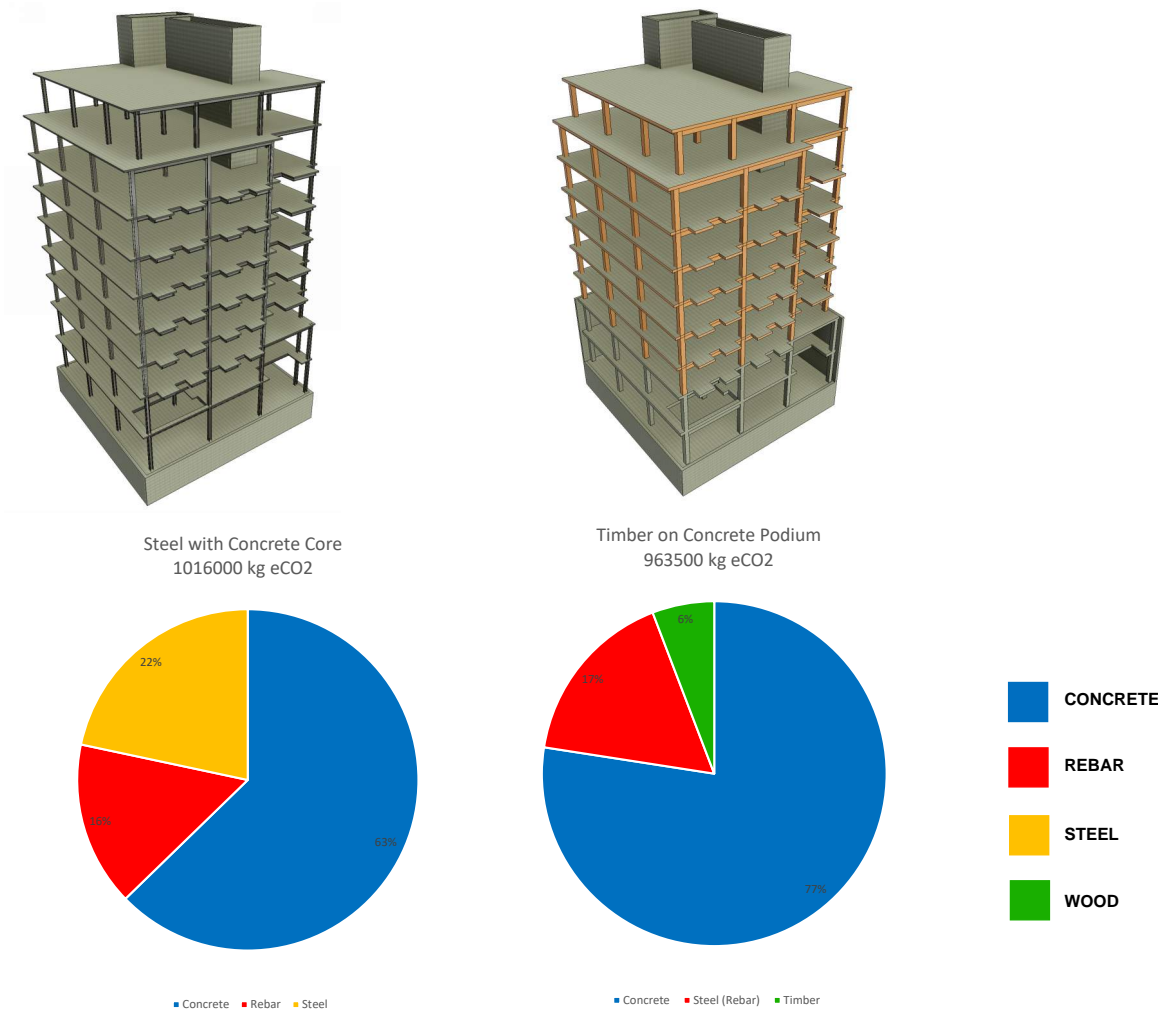 Steel with Concrete Core
1016000 kg eCO2
Timber on Concrete Podium
963500 kg eCO2
22%
16%
63%
6%
17%
77%
CONCRETE
REBAR
STEEL
WOOD
Concrete Rebar Steel
Concrete Steel (Rebar) Timber